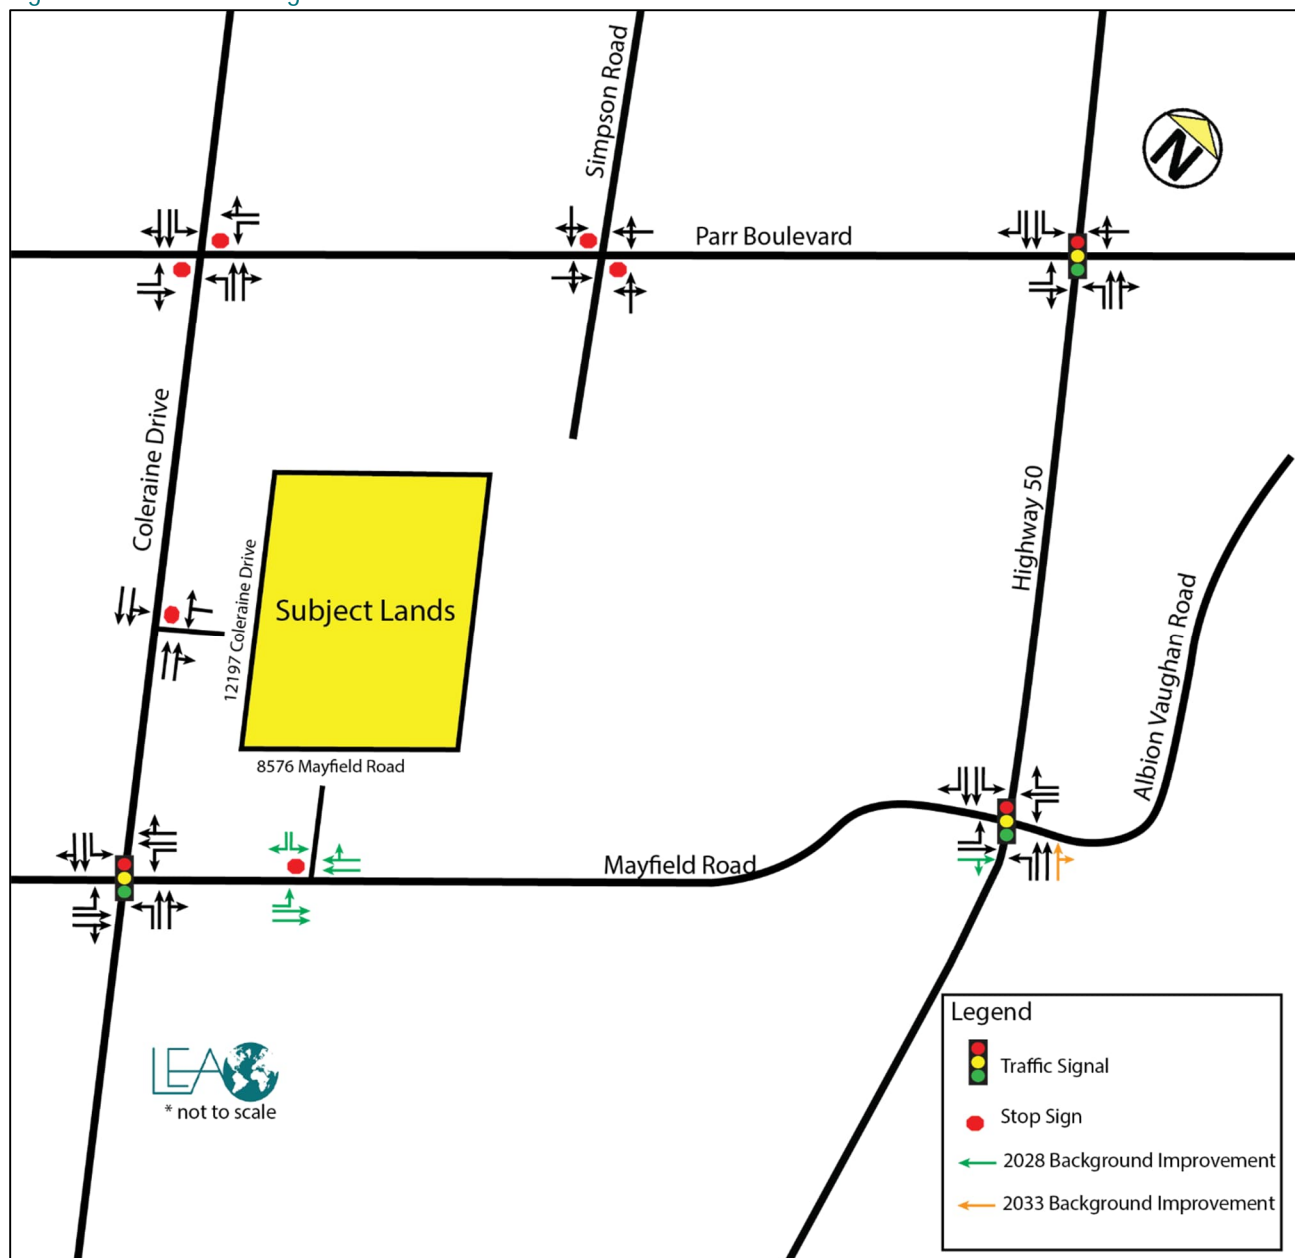 Simpson Road
N
Parr Boulevard
Coleraine Drive
Highway 50
12197 Coleraine Drive
Subject Lands
Albion Vaughan Road
8576 Mayfield Road
Mayfield Road
LEA
* not to scale
Legend
Traffic Signal
Stop Sign
2028 Background Improvement
2033 Background Improvement